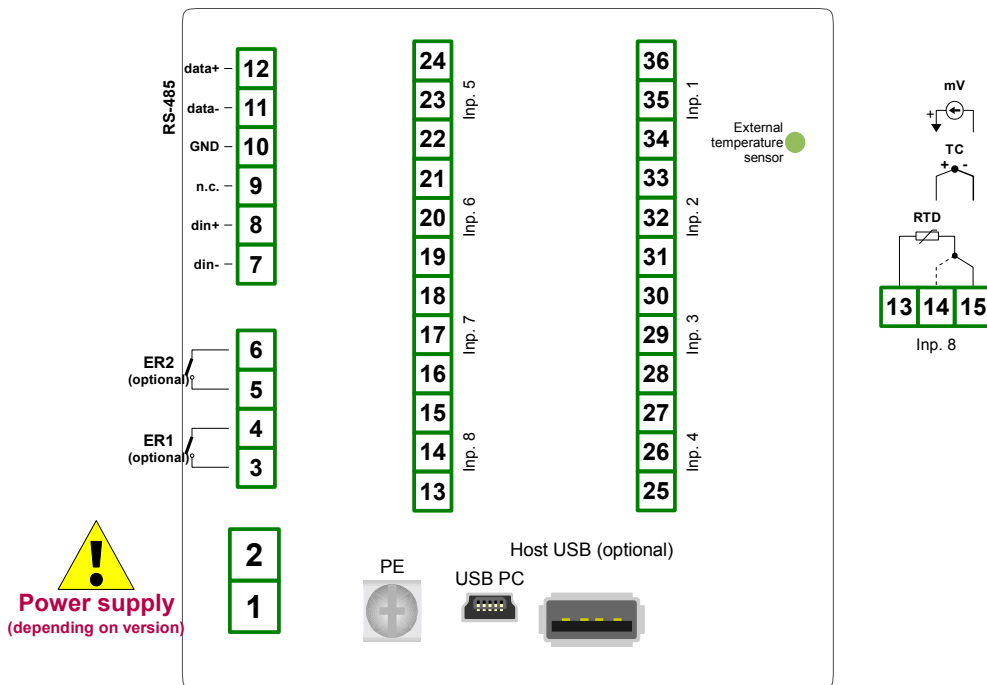 RS-485
data+
12
data-
11
GND
10
n.c.
9
din+
8
din-
7
ER2
(optional)
6
5
ER1
(optional)
4
3
2
1
Power supply
(depending on version)
24
23
22
21
20
19
18
17
16
15
14
13
Inp. 5
Inp. 6
Inp. 7
Inp. 8
36
35
34
33
32
31
30
29
28
27
26
25
Inp. 1
Inp. 2
Inp. 3
Inp. 4
External
temperature
sensor
PE
USB PC
Host USB (optional)
mV
+
TC
+ -
RTD
13 14 15
Inp. 8